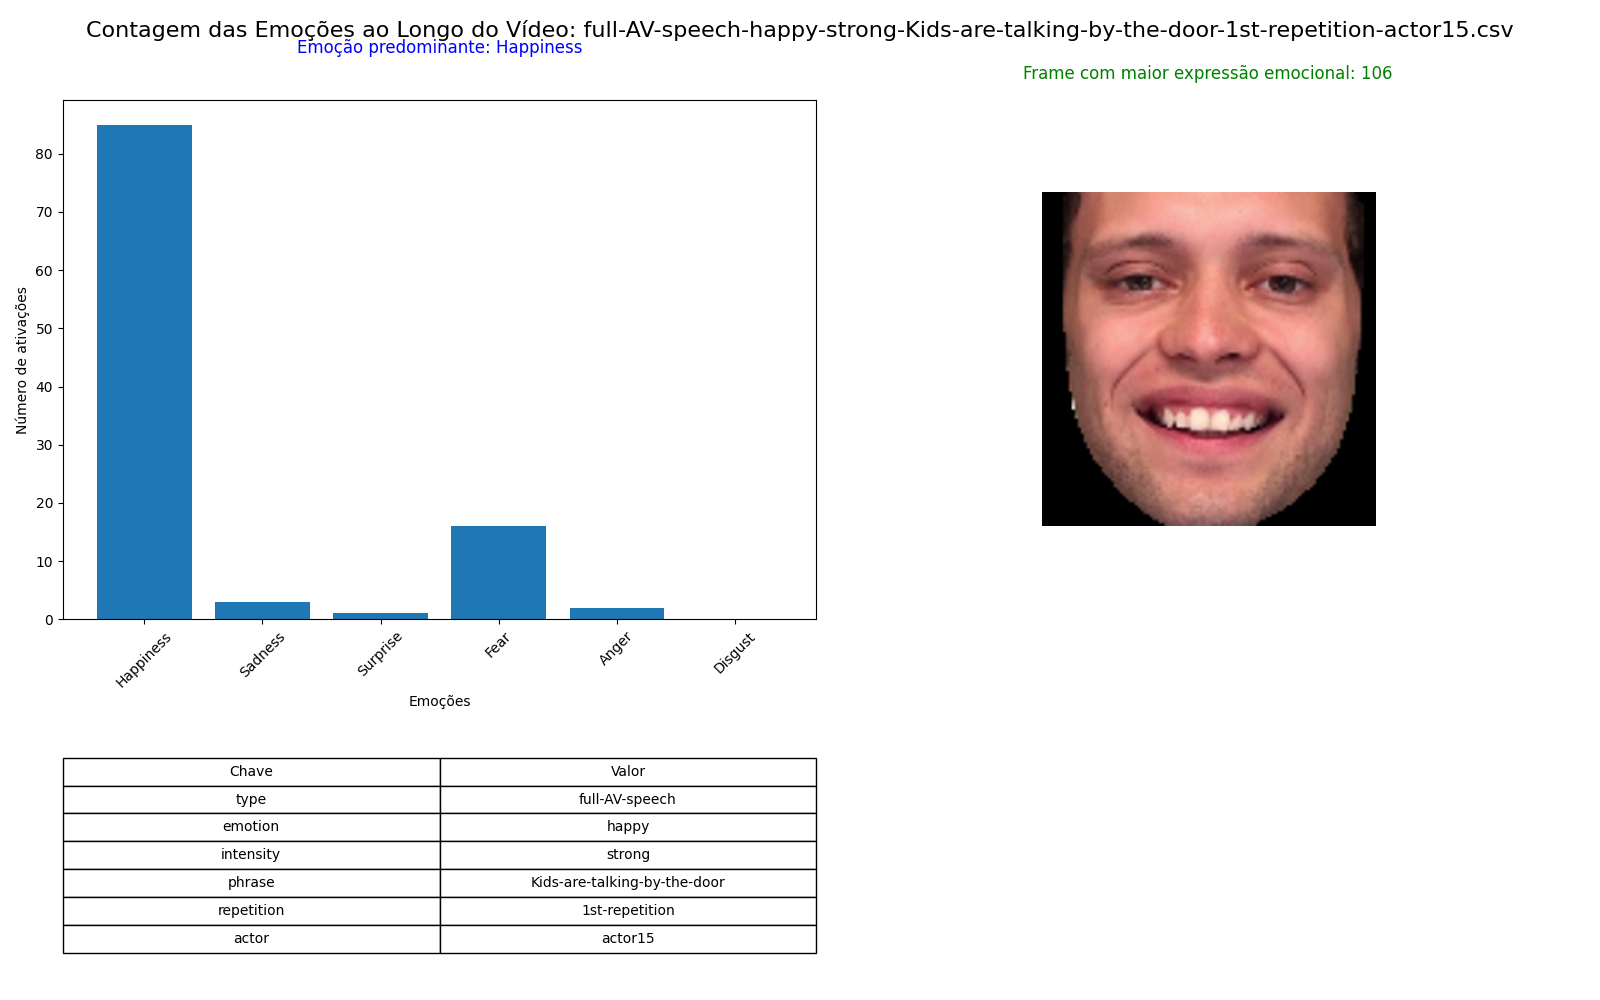 Contagem das Emoções ao Longo do Vídeo: full-AV-speech-happy-strong-Kids-are-talking-by-the-door-1st-repetition-actor15.csv
Emoção predominante: Happiness
Frame com maior expressão emocional: 106
Número de ativações
80
70
60
50
40
30
20
10
0
Happiness
Sadness
Surprise
Fear
Anger
Disgust
Emoções
Chave Valor
type full-AV-speech
emotion happy
intensity strong
phrase Kids-are-talking-by-the-door
repetition 1st-repetition
actor actor15